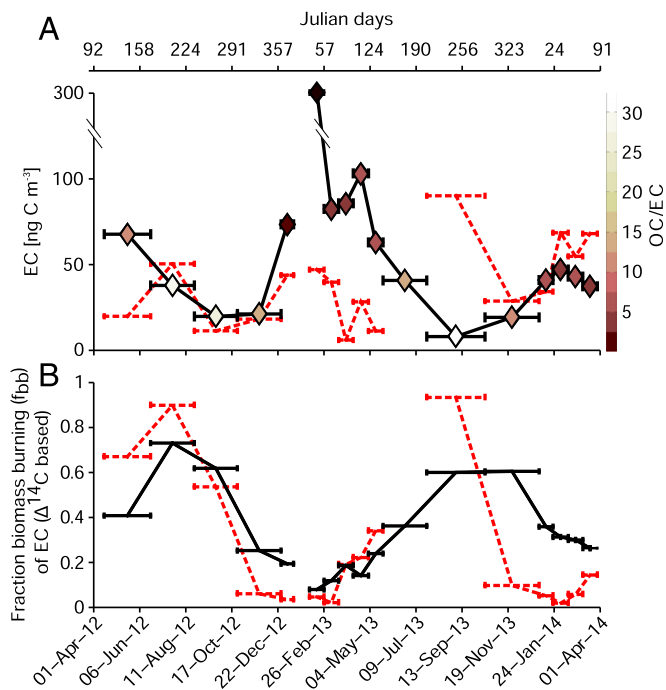 Julian days
A
92 158 224 291 357 57 124 190 256 323 24 91
300
100
50
0
EC [ng C m⁻³]
30
25
20
15
10
5
OC/EC
B
1
0.8
0.6
0.4
0.2
0
Fraction biomass burning (fbb)
of EC (Δ¹⁴C based)
01–Apr–12
06–Jun–12
11–Aug–12
17–Oct–12
22–Dec–12
26–Feb–13
04–May–13
09–Jul–13
13–Sep–13
19–Nov–13
24–Jan–14
01–Apr–14